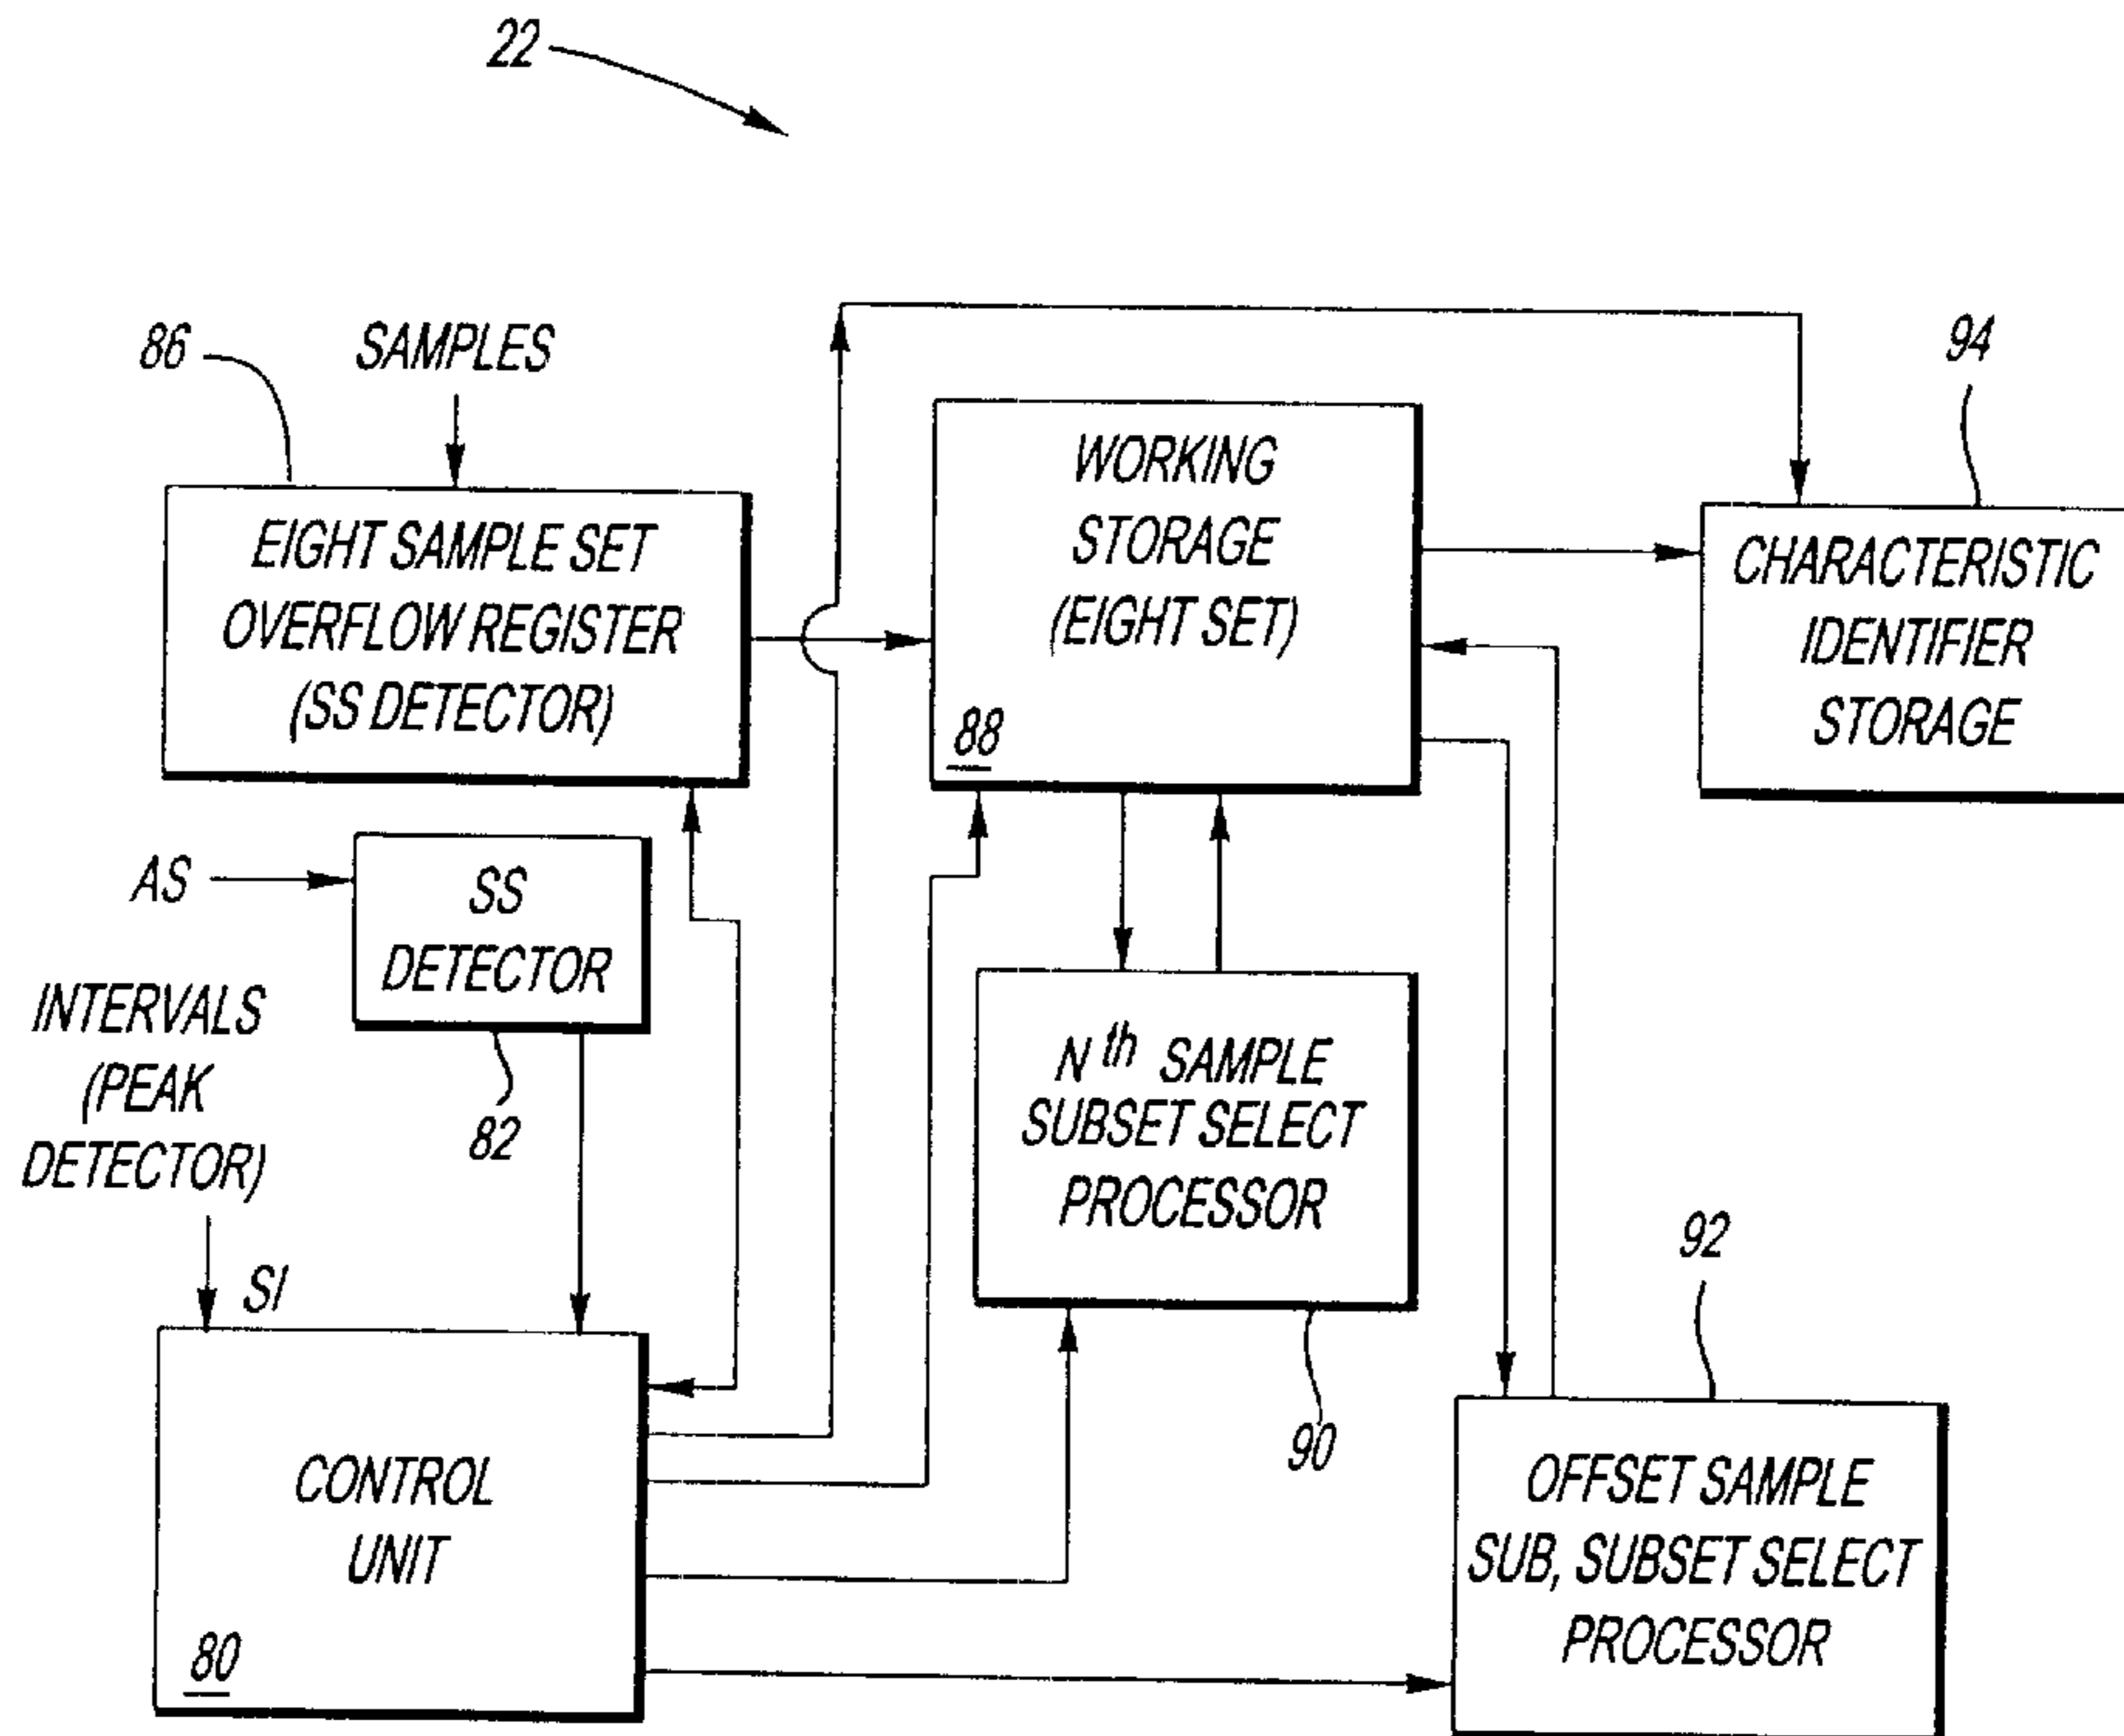 22
86
SAMPLES
94
EIGHT SAMPLE SET
OVERFLOW REGISTER
(SS DETECTOR)
WORKING
STORAGE
(EIGHT SET)
88
CHARACTERISTIC
IDENTIFIER
STORAGE
AS
SS
DETECTOR
82
INTERVALS
(PEAK
DETECTOR)
SI
N th SAMPLE
SUBSET SELECT
PROCESSOR
90
92
CONTROL
UNIT
80
OFFSET SAMPLE
SUB, SUBSET SELECT
PROCESSOR